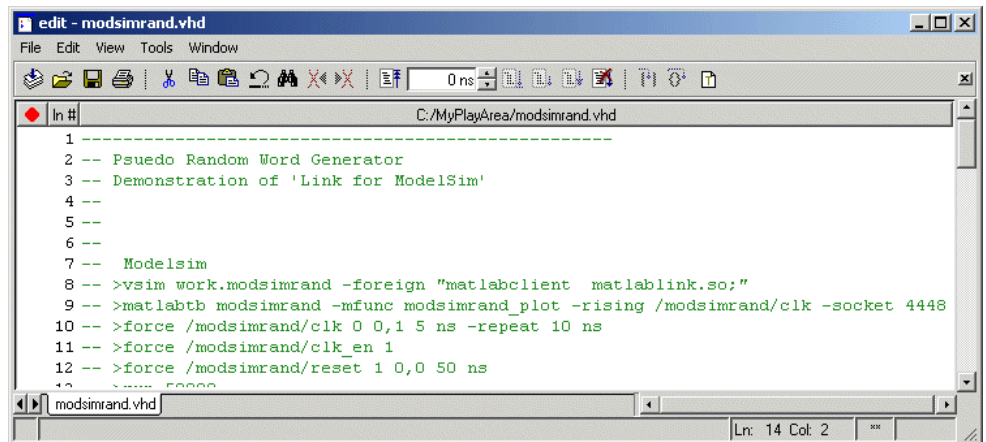 edit - modsimrand.vhd
File Edit View Tools Window
0 ns
ln # C:/MyPlayArea/modsimrand.vhd
1 ---------------------------------------------------
2 -- Psuedo Random Word Generator
3 -- Demonstration of 'Link for ModelSim'
4 --
5 --
6 --
7 --  Modelsim
8 -- >vsim work.modsimrand -foreign "matlabclient  matlablink.so;"
9 -- >matlabtb modsimrand -mfunc modsimrand_plot -rising /modsimrand/clk -socket 4448
10 -- >force /modsimrand/clk 0 0,1 5 ns -repeat 10 ns
11 -- >force /modsimrand/clk_en 1
12 -- >force /modsimrand/reset 1 0,0 50 ns
modsimrand.vhd
Ln: 14 Col: 2